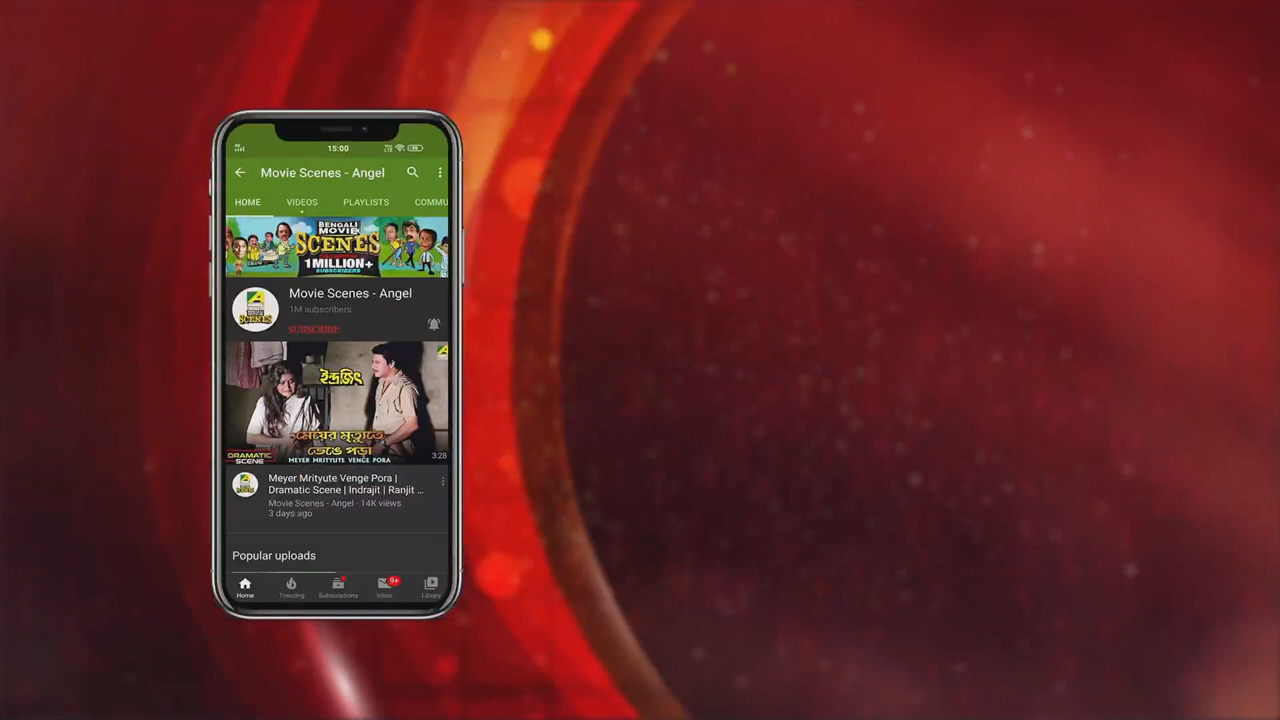 15:00
Movie Scenes - Angel
HOME VIDEOS PLAYLISTS COMMU
BENGALI
MOVIE
SCENES
1 MILLION+
SUBSCRIBERS
Movie Scenes - Angel
1M subscribers
SUBSCRIBE
ইন্দ্রজিৎ
মেয়ের মৃত্যুতে
ভেঙে পড়া
DRAMATIC
SCENE
MEYER MRITYUTE VENGE PORA
3:28
Meyer Mrityute Venge Pora |
Dramatic Scene | Indrajit | Ranjit ...
Movie Scenes - Angel · 14K views
3 days ago
Popular uploads
9+
Home Trending Subscriptions Inbox Library